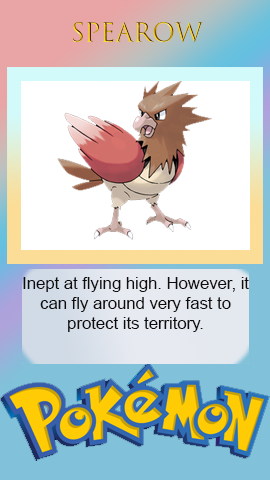 SPEAROW
Inept at flying high. However, it
can fly around very fast to
protect its territory.
POKéMON